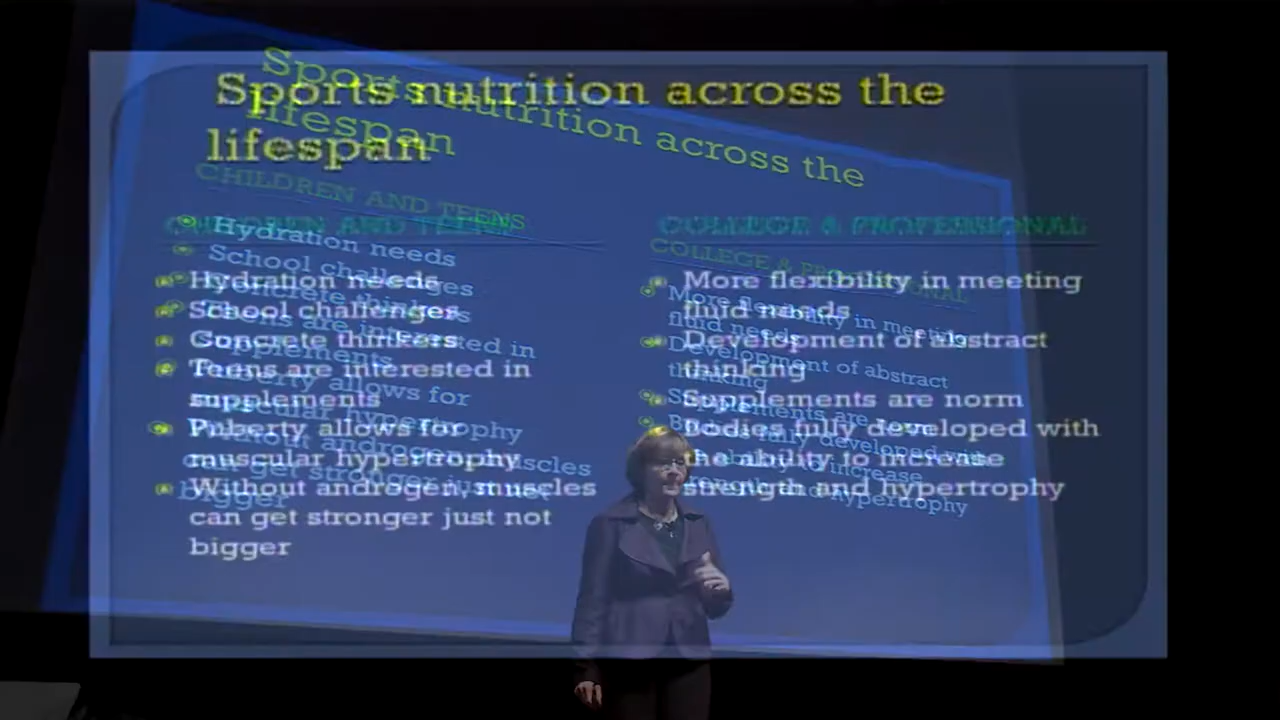 Sports nutrition across the
lifespan
CHILDREN AND TEENS
Hydration needs
School challenges
Concrete thinkers
Teens are interested in
supplements
Puberty allows for
muscular hypertrophy
Without androgen, muscles
can get stronger just not
bigger
COLLEGE & PROFESSIONAL
More flexibility in meeting
fluid needs
Development of abstract
thinking
Supplements are norm
Bodies fully developed with
the ability to increase
strength and hypertrophy